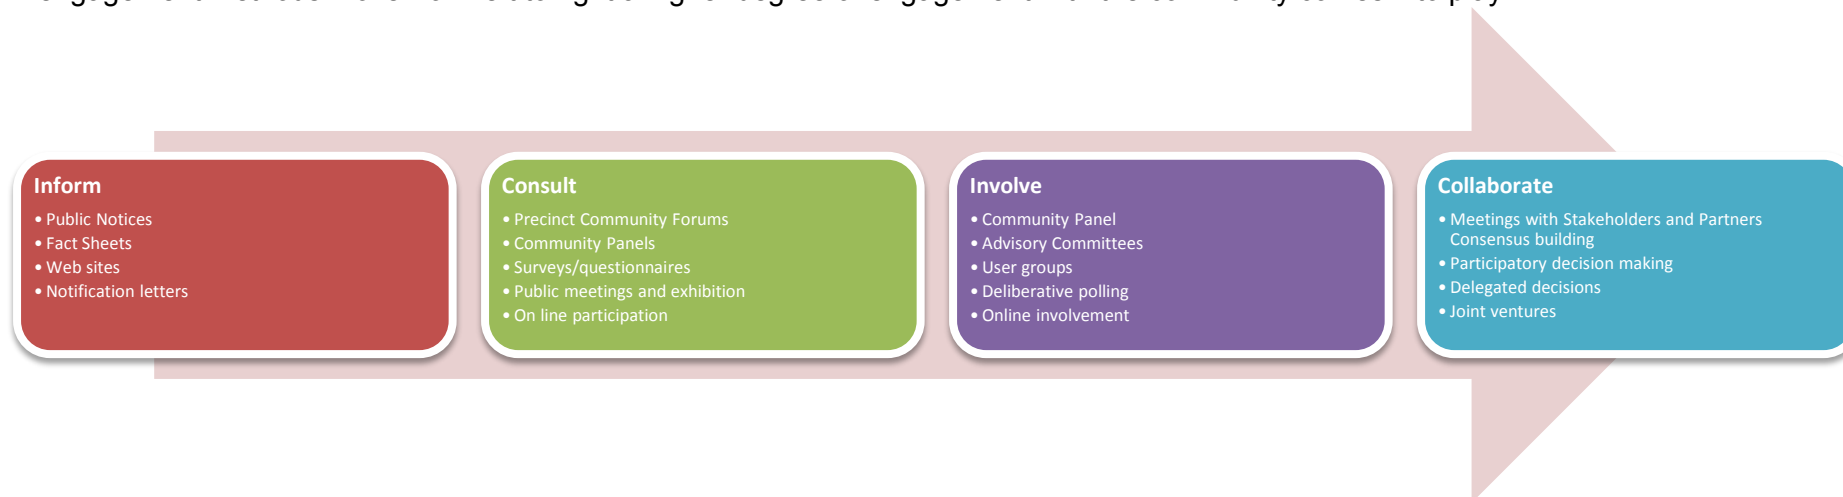 Inform
• Public Notices
• Fact Sheets
• Web sites
• Notification letters
Consult
• Precinct Community Forums
• Community Panels
• Surveys/questionnaires
• Public meetings and exhibition
• On line participation
Involve
• Community Panel
• Advisory Committees
• User groups
• Deliberative polling
• Online involvement
Collaborate
• Meetings with Stakeholders and Partners
Consensus building
• Participatory decision making
• Delegated decisions
• Joint ventures